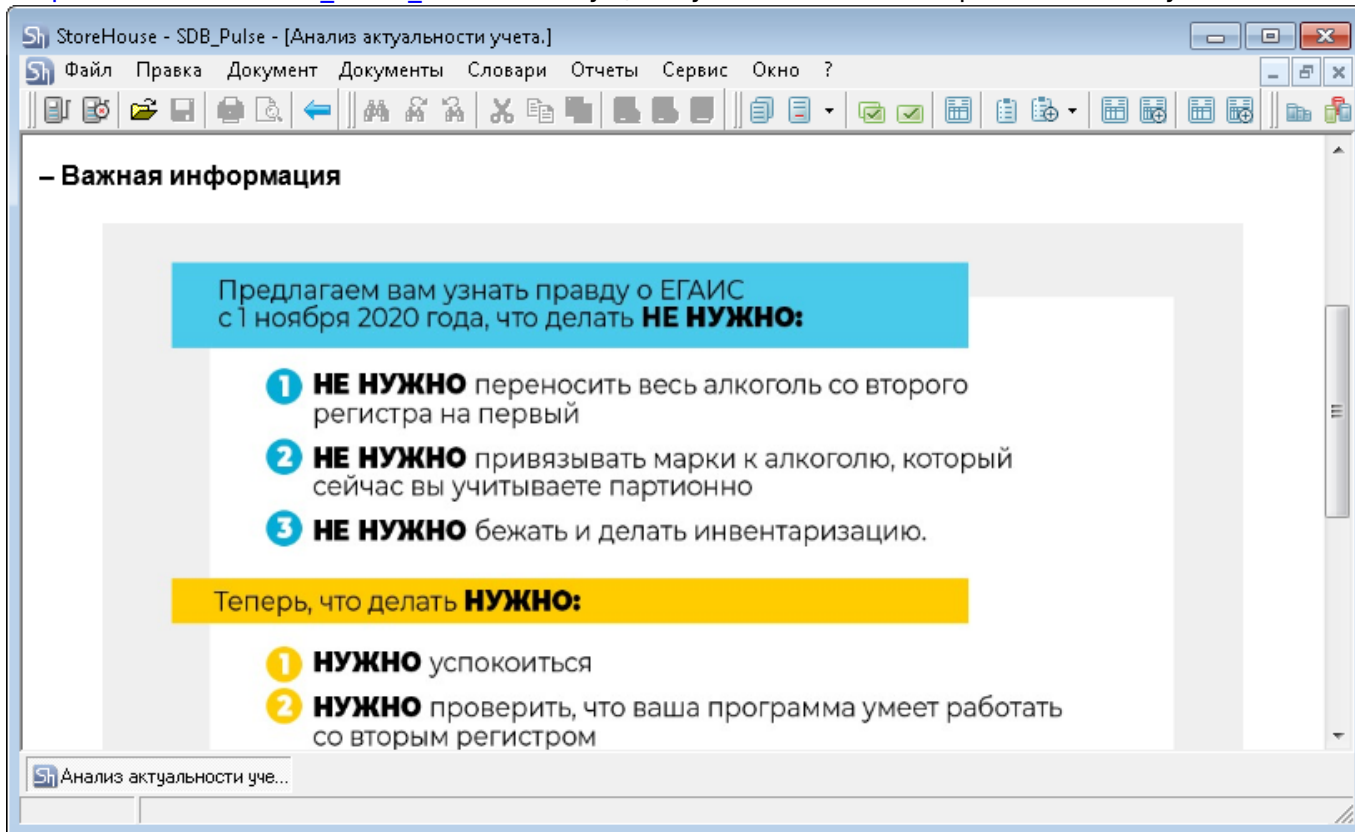 StoreHouse - SDB_Pulse - [Анализ актуальности учета.]
Файл Правка Документ Документы Словари Отчеты Сервис Окно ?
– Важная информация
Предлагаем вам узнать правду о ЕГАИС
с 1 ноября 2020 года, что делать НЕ НУЖНО:
1 НЕ НУЖНО переносить весь алкоголь со второго
регистра на первый
2 НЕ НУЖНО привязывать марки к алкоголю, который
сейчас вы учитываете партионно
3 НЕ НУЖНО бежать и делать инвентаризацию.
Теперь, что делать НУЖНО:
1 НУЖНО успокоиться
2 НУЖНО проверить, что ваша программа умеет работать
со вторым регистром
Анализ актуальности уче...